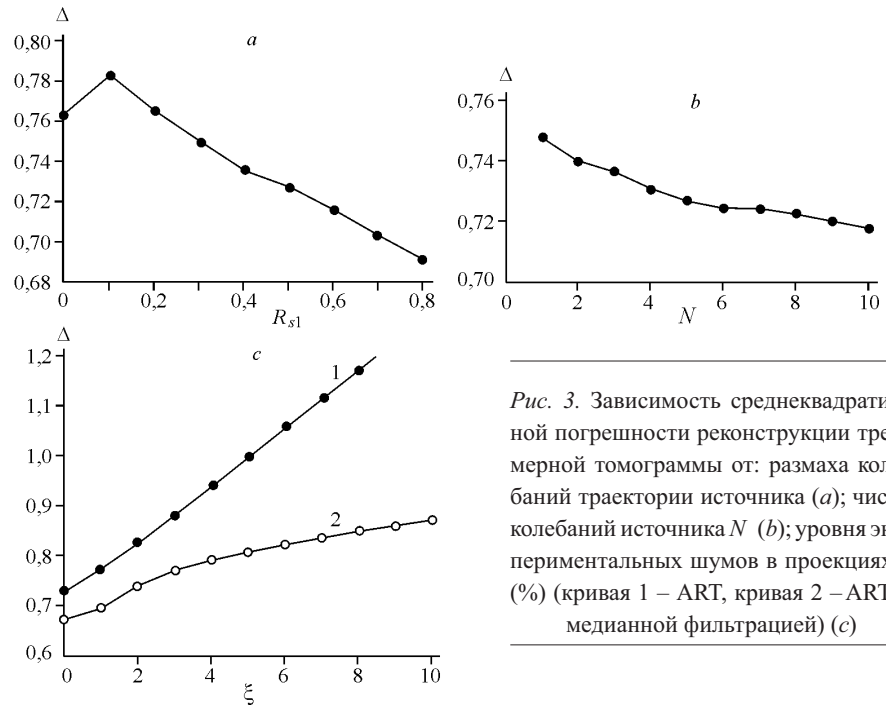 Δ
a
0,80
0,78
0,76
0,74
0,72
0,70
0,68
0 0,2 0,4 0,6 0,8
R_{s1}
Δ
b
0,76
0,74
0,72
0,70
0 2 4 6 8 10
N
Δ
c
1,2
1,1
1,0
0,9
0,8
0,7
0,6
1
2
0 2 4 6 8 10
ξ
Рис. 3. Зависимость среднеквадрати
ной погрешности реконструкции тре
мерной томограммы от: размаха кол
баний траектории источника (a); чис
колебаний источника N (b); уровня эк
периментальных шумов в проекциях
(%) (кривая 1 – ART, кривая 2 – ART
медианной фильтрацией) (c)